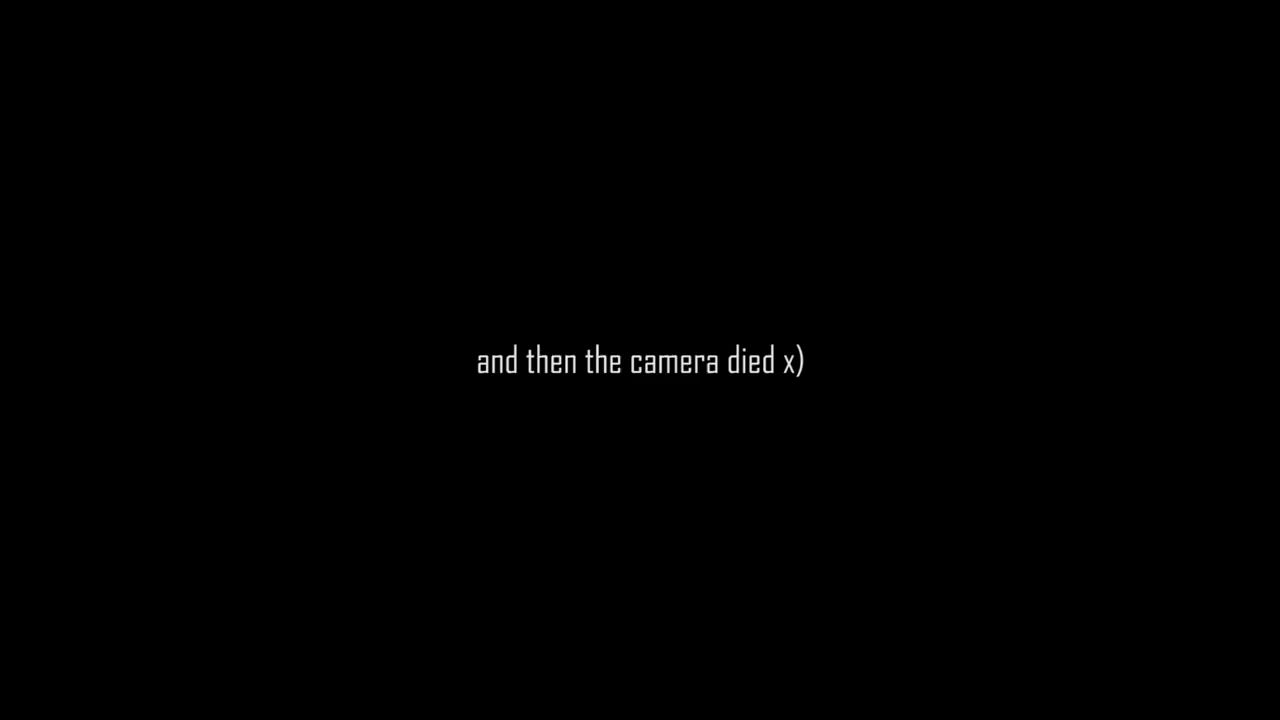 and then the camera died x)